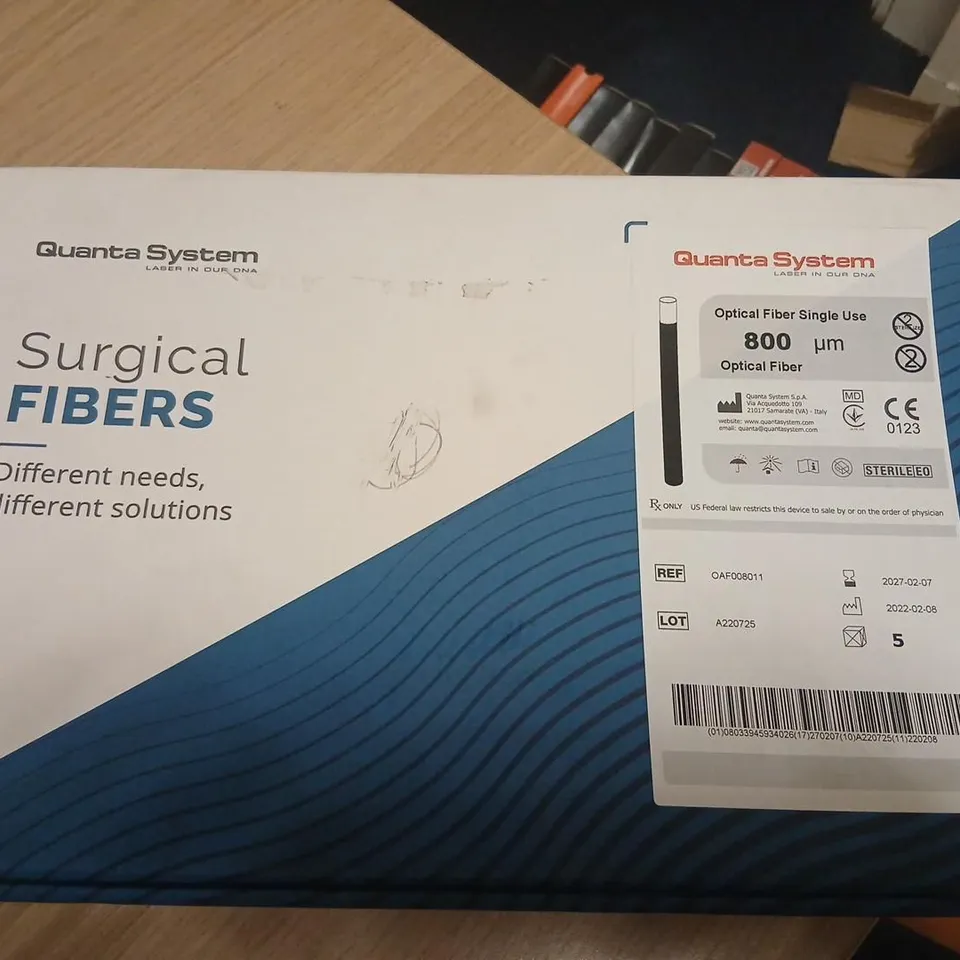 Quanta System
LASER IN OUR DNA
Surgical
FIBERS
Different needs,
different solutions
Quanta System
LASER IN OUR DNA
Optical Fiber Single Use
800 µm
Optical Fiber
2
STERILIZE
2
Quanta System S.p.A.
Via Acquedotto 109
21017 Samarate (VA) - Italy
website: www.quantasystem.com
email: quanta@quantasystem.com
MD
CE
0123
STERILE EO
Rx ONLY US Federal law restricts this device to sale by or on the order of physician
REF OAF008011
2027-02-07
2022-02-08
LOT A220725
5
(01)08033945934026(17)270207(10)A220725(11)220208